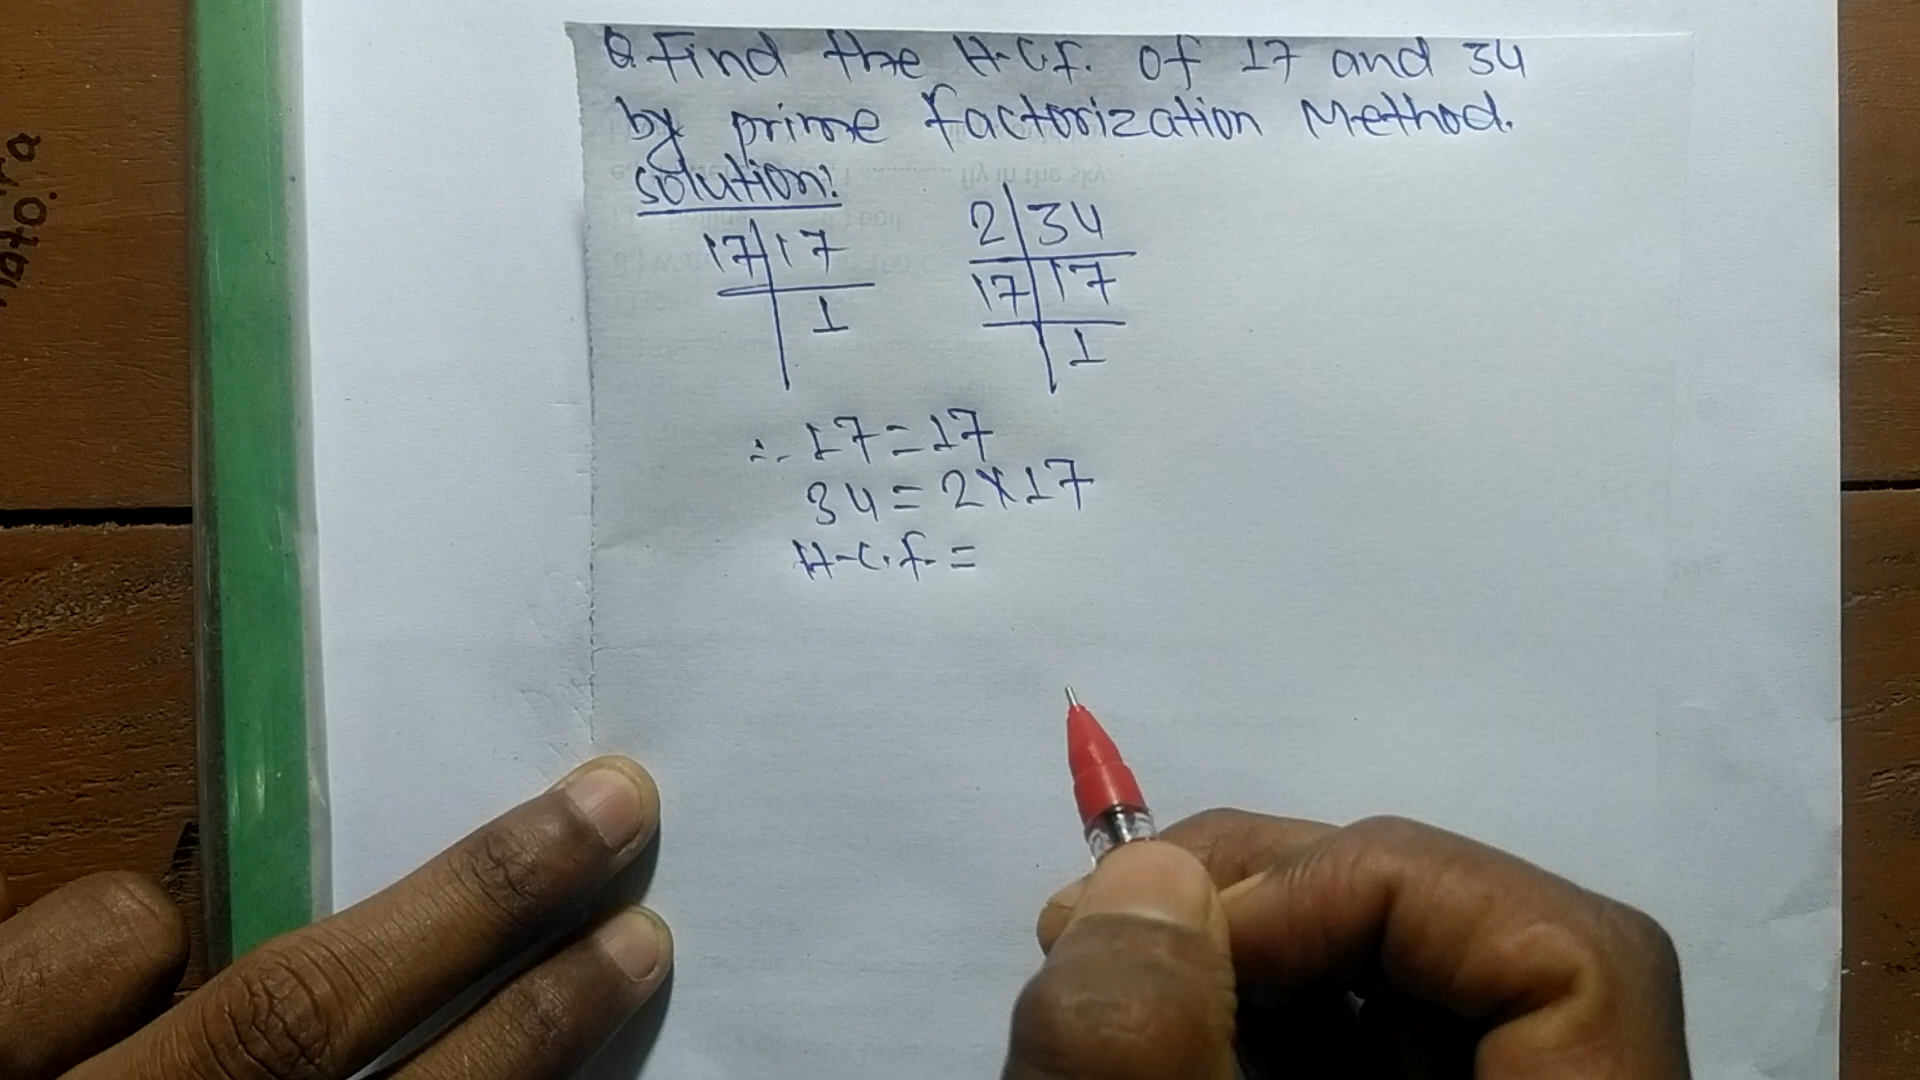 Q. Find the H.C.F. of 17 and 34
by prime factorization Method.
solution:
17 | 17
1
2 | 34
17 | 17
1
∴ 17 = 17
34 = 2 × 17
H.C.F. =